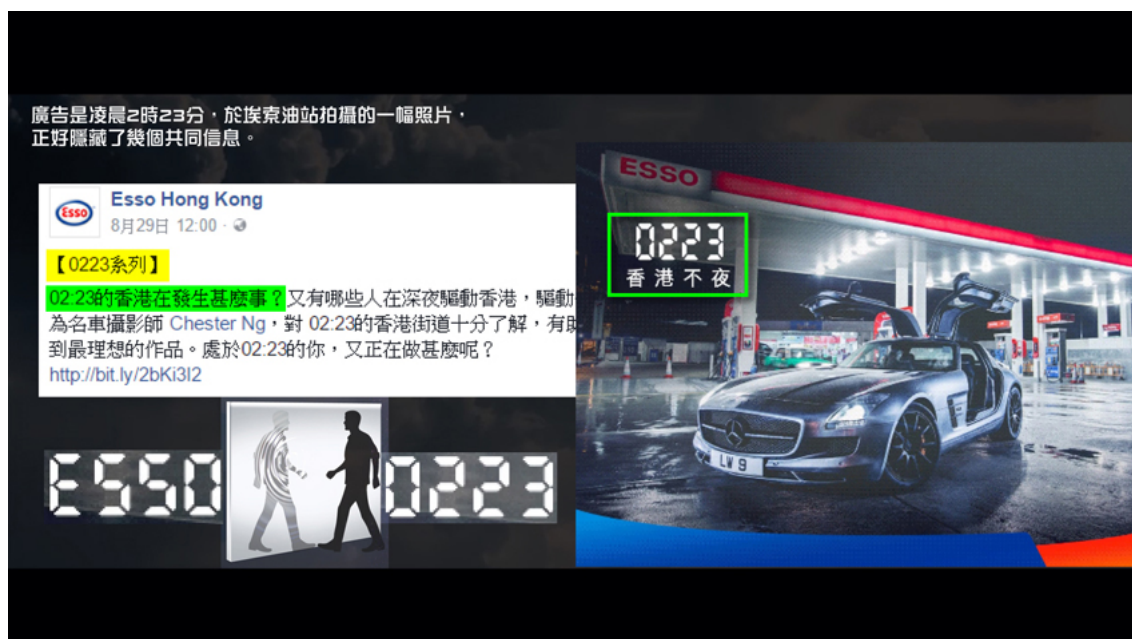 廣告是凌晨2時23分，於埃索油站拍攝的一幅照片，
正好隱藏了幾個共同信息。
Esso
Esso Hong Kong
8月29日 12:00 ·
【0223系列】
02:23的香港在發生甚麼事？又有哪些人在深夜驅動香港，驅動
為名車攝影師 Chester Ng，對 02:23的香港街道十分了解，有助
到最理想的作品。處於02:23的你，又正在做甚麼呢？
http://bit.ly/2bKi3I2
ESSO
0223
ESSO
0223
香港不夜
LW 9